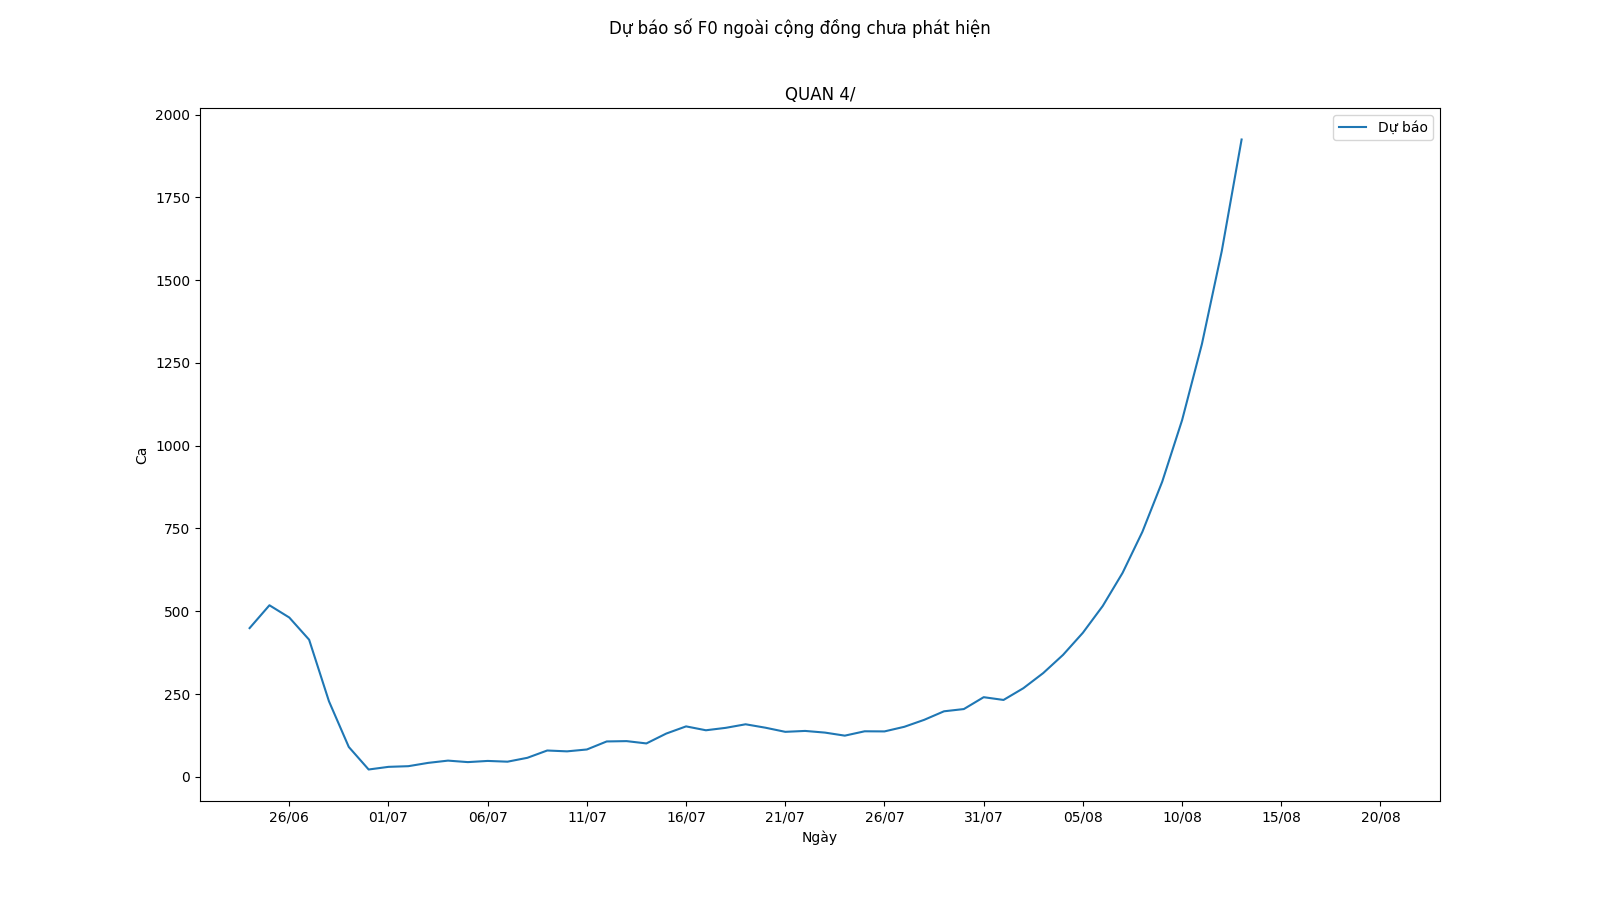 Dự báo số F0 ngoài cộng đồng chưa phát hiện
QUAN 4/
Dự báo
2000
1750
1500
1250
1000
750
500
250
0
Ca
26/06 01/07 06/07 11/07 16/07 21/07 26/07 31/07 05/08 10/08 15/08 20/08
Ngày